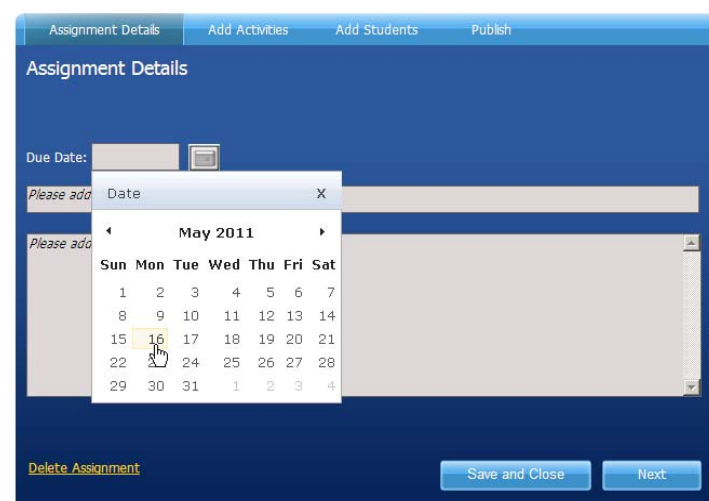 Assignment Details Add Activities Add Students Publish
Assignment Details
Due Date:
Please add
Date X
Please add
May 2011
Sun Mon Tue Wed Thu Fri Sat
1 2 3 4 5 6 7
8 9 10 11 12 13 14
15 16 17 18 19 20 21
22 24 25 26 27 28
29 30 31 1 2 3 4
Delete Assignment Save and Close Next